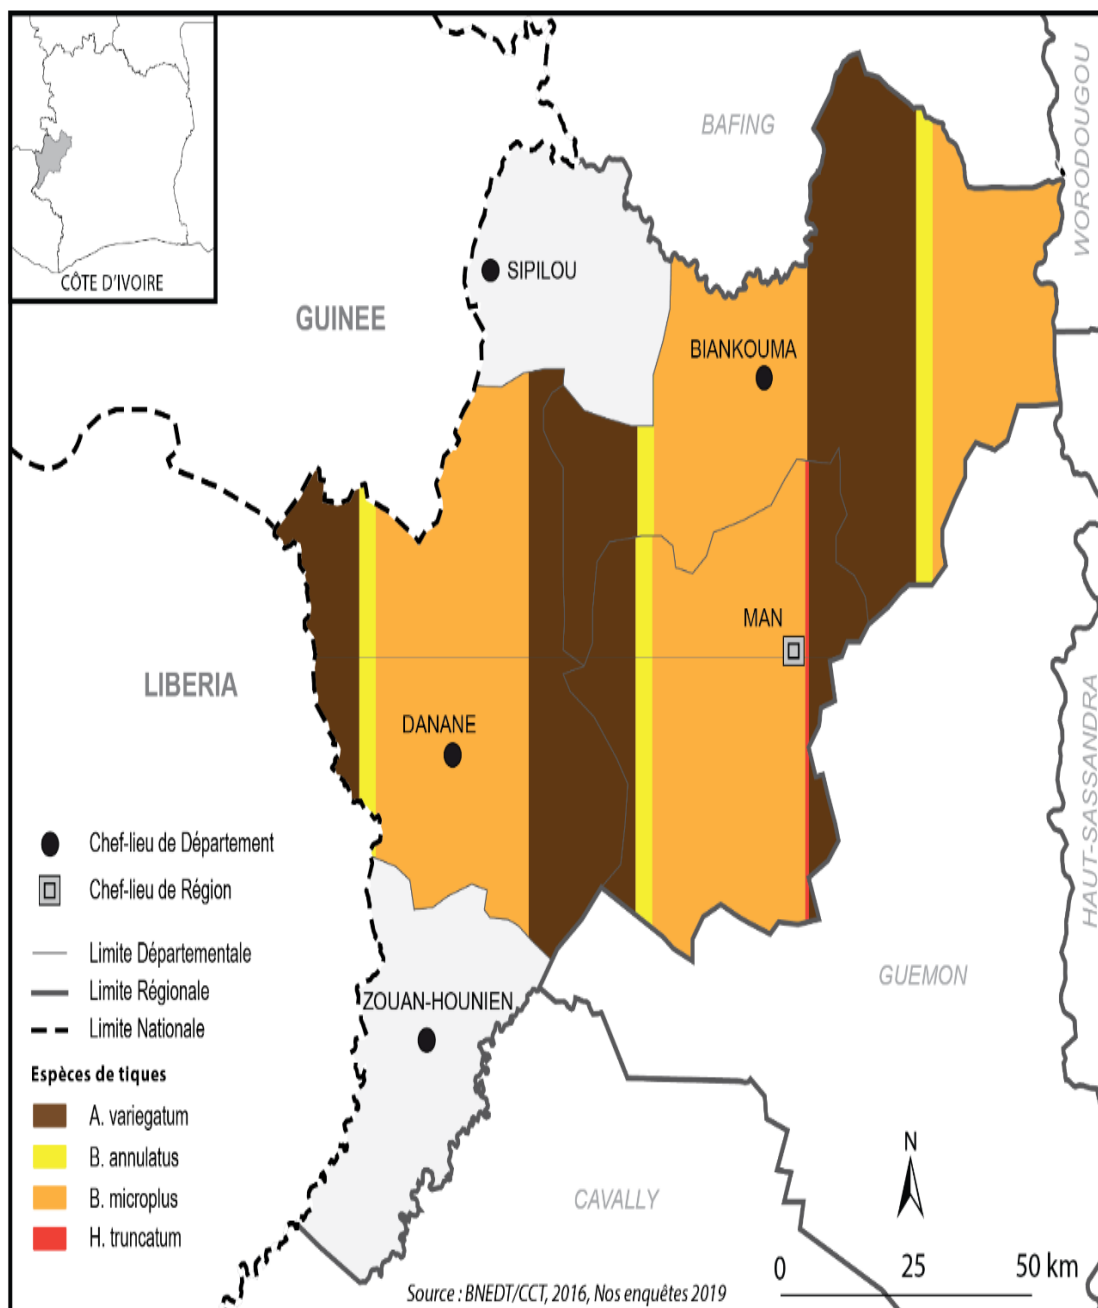 BAFING
WORODOUGOU
CÔTE D'IVOIRE
SIPILOU
GUINEE
BIANKOUMA
MAN
LIBERIA
DANANE
HAUT-SASSANDRA
Chef-lieu de Département
Chef-lieu de Région
Limite Départementale
Limite Régionale
Limite Nationale
GUEMON
ZOUAN-HOUNIEN
Espèces de tiques
A. variegatum
B. annulatus
B. microplus
H. truncatum
N
CAVALLY
0 25 50 km
Source : BNEDT/CCT, 2016, Nos enquêtes 2019